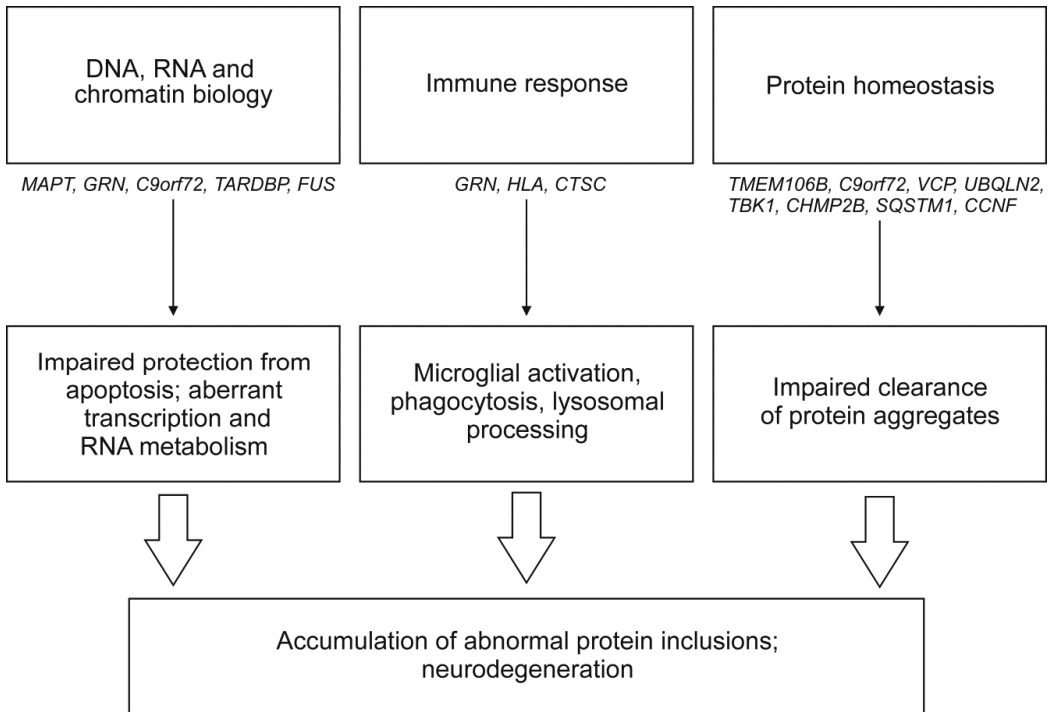 DNA, RNA and
chromatin biology
Immune response
Protein homeostasis
MAPT, GRN, C9orf72, TARDBP, FUS
GRN, HLA, CTSC
TMEM106B, C9orf72, VCP, UBQLN2,
TBK1, CHMP2B, SQSTM1, CCNF
Impaired protection from
apoptosis; aberrant
transcription and
RNA metabolism
Microglial activation,
phagocytosis, lysosomal
processing
Impaired clearance
of protein aggregates
Accumulation of abnormal protein inclusions;
neurodegeneration